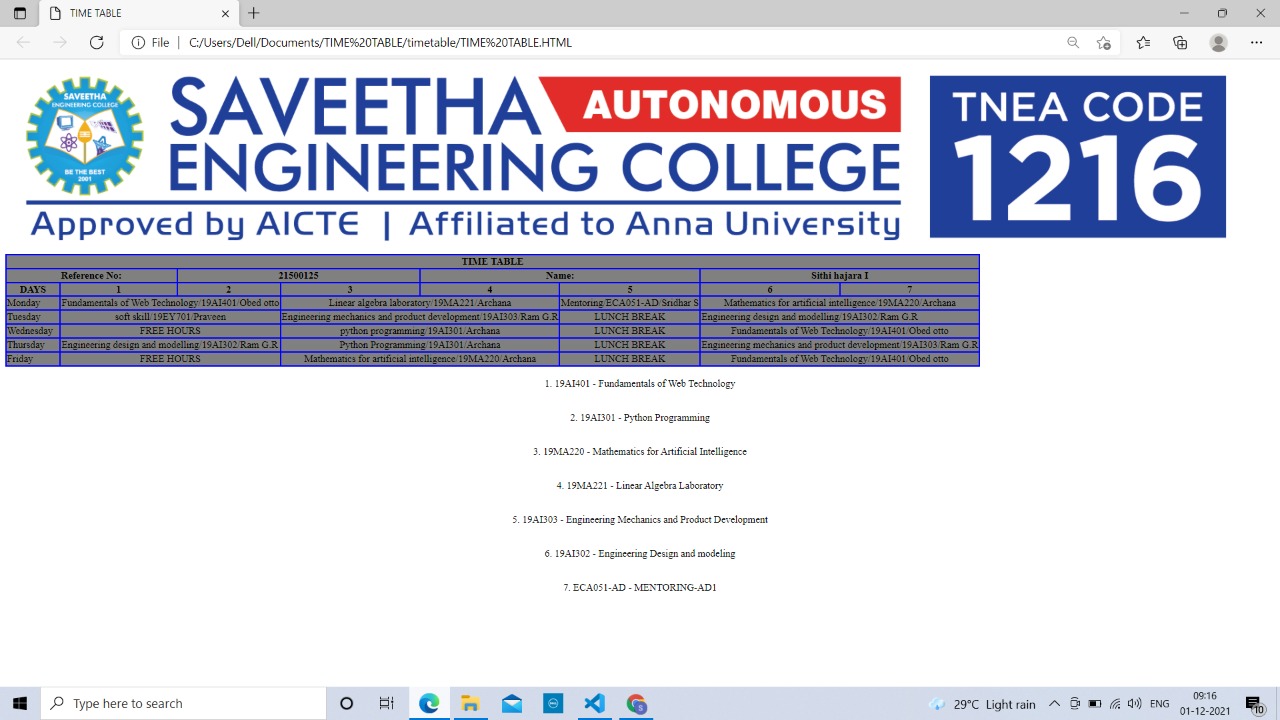 TIME TABLE
File | C:/Users/Dell/Documents/TIME%20TABLE/timetable/TIME%20TABLE.HTML
SAVEETHA
ENGINEERING COLLEGE
BE THE BEST
2001
SAVEETHA AUTONOMOUS
ENGINEERING COLLEGE
Approved by AICTE | Affiliated to Anna University
TNEA CODE
1216
TIME TABLE
Reference No: 21500125 Name: Sithi hajara I
DAYS 1 2 3 4 5 6 7
Monday Fundamentals of Web Technology/19AI401/Obed otto Linear algebra laboratory/19MA221/Archana Mentoring/ECA051-AD/Sridhar S Mathematics for artificial intelligence/19MA220/Archana
Tuesday soft skill/19EY701/Praveen Engineering mechanics and product development/19AI303/Ram G.R LUNCH BREAK Engineering design and modelling/19AI302/Ram G.R
Wednesday FREE HOURS python programming/19AI301/Archana LUNCH BREAK Fundamentals of Web Technology/19AI401/Obed otto
Thursday Engineering design and modelling/19AI302/Ram G.R Python Programming/19AI301/Archana LUNCH BREAK Engineering mechanics and product development/19AI303/Ram G.R
Friday FREE HOURS Mathematics for artificial intelligence/19MA220/Archana LUNCH BREAK Fundamentals of Web Technology/19AI401/Obed otto
1. 19AI401 - Fundamentals of Web Technology
2. 19AI301 - Python Programming
3. 19MA220 - Mathematics for Artificial Intelligence
4. 19MA221 - Linear Algebra Laboratory
5. 19AI303 - Engineering Mechanics and Product Development
6. 19AI302 - Engineering Design and modeling
7. ECA051-AD - MENTORING-AD1
Type here to search
29°C Light rain
ENG
09:16
01-12-2021
10